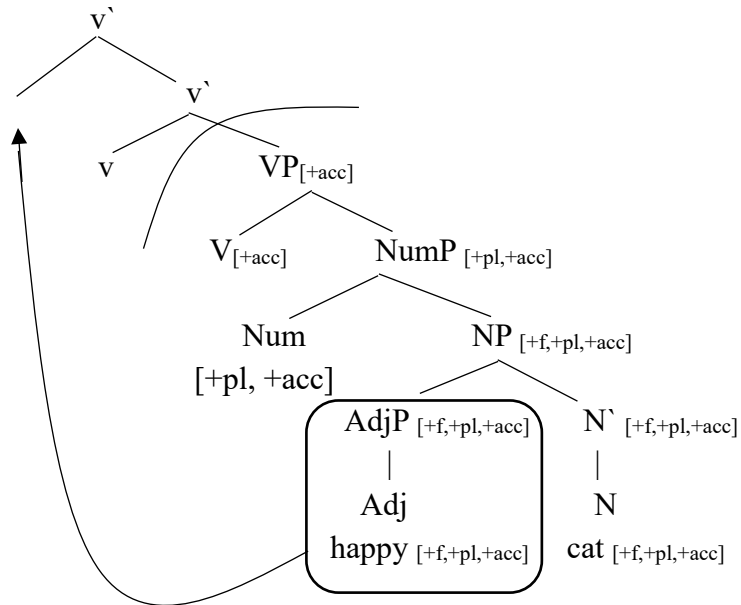 v`
v`
v VP[+acc]
V[+acc] NumP [+pl,+acc]
Num NP [+f,+pl,+acc]
[+pl, +acc]
AdjP [+f,+pl,+acc] N` [+f,+pl,+acc]
Adj N
happy [+f,+pl,+acc] cat [+f,+pl,+acc]